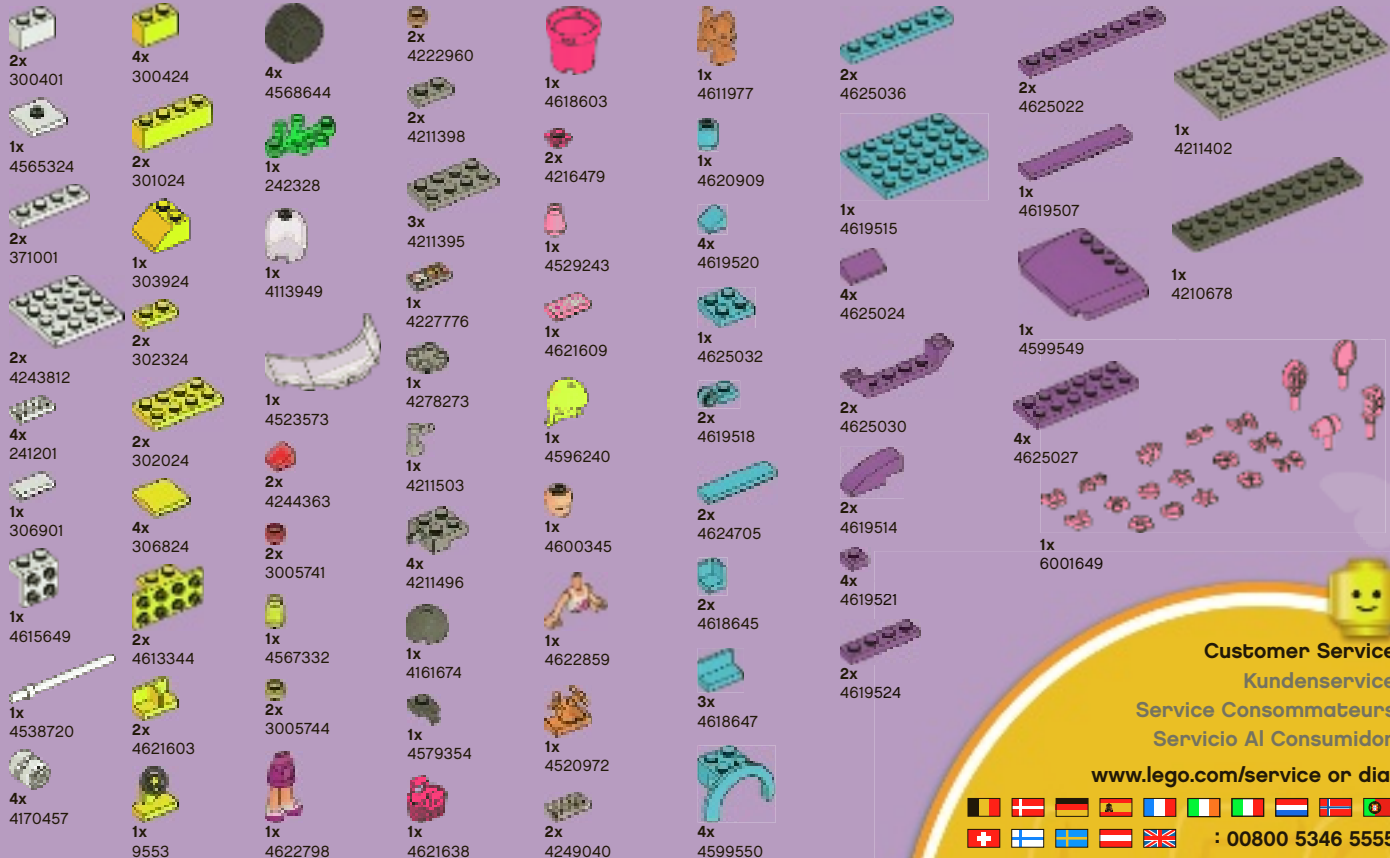 2x
300401
1x
4565324
2x
371001
2x
4243812
4x
241201
1x
306901
1x
4615649
1x
4538720
4x
4170457
4x
300424
2x
301024
1x
303924
2x
302324
2x
302024
4x
306824
2x
4613344
2x
4621603
1x
9553
4x
4568644
1x
242328
1x
4113949
1x
4523573
2x
4244363
2x
3005741
1x
4567332
2x
3005744
1x
4622798
2x
4222960
2x
4211398
3x
4211395
1x
4227776
1x
4278273
1x
4211503
4x
4211496
1x
4161674
1x
4579354
1x
4621638
1x
4618603
2x
4216479
1x
4529243
1x
4621609
1x
4596240
1x
4600345
1x
4622859
1x
4520972
2x
4249040
1x
4611977
1x
4620909
4x
4619520
1x
4625032
2x
4619518
2x
4624705
2x
4618645
3x
4618647
4x
4599550
2x
4625036
1x
4619515
4x
4625024
2x
4625030
2x
4619514
4x
4619521
2x
4619524
2x
4625022
1x
4619507
1x
4599549
4x
4625027
1x
6001649
1x
4211402
1x
4210678
Customer Service
Kundenservice
Service Consommateurs
Servicio Al Consumidor
www.lego.com/service or dial
: 00800 5346 5555